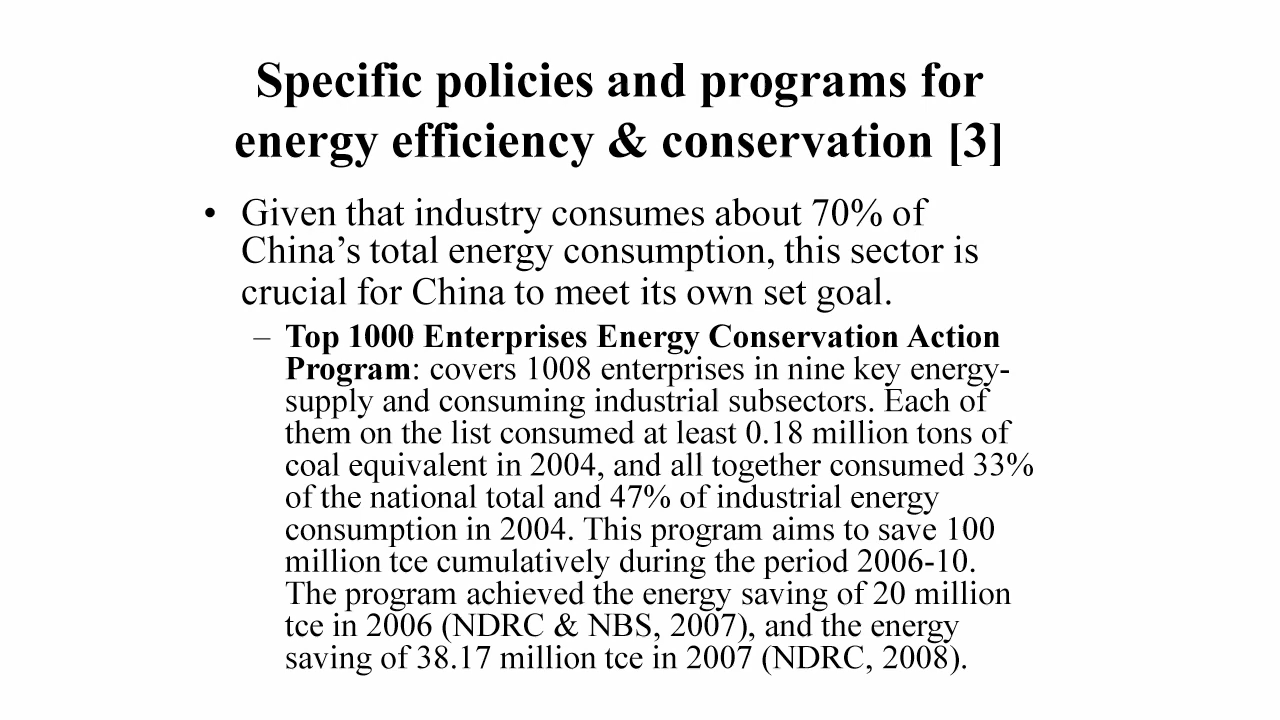 Specific policies and programs for
energy efficiency & conservation [3]
• Given that industry consumes about 70% of
China’s total energy consumption, this sector is
crucial for China to meet its own set goal.
– Top 1000 Enterprises Energy Conservation Action
Program: covers 1008 enterprises in nine key energy-
supply and consuming industrial subsectors. Each of
them on the list consumed at least 0.18 million tons of
coal equivalent in 2004, and all together consumed 33%
of the national total and 47% of industrial energy
consumption in 2004. This program aims to save 100
million tce cumulatively during the period 2006-10.
The program achieved the energy saving of 20 million
tce in 2006 (NDRC & NBS, 2007), and the energy
saving of 38.17 million tce in 2007 (NDRC, 2008).